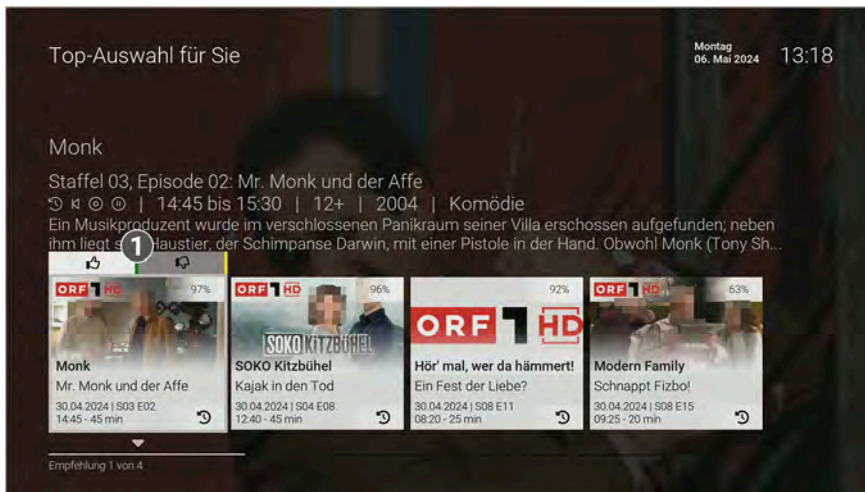 Top-Auswahl für Sie
Montag
06. Mai 2024
13:18
Monk
Staffel 03, Episode 02: Mr. Monk und der Affe
14:45 bis 15:30 | 12+ | 2004 | Komödie
Ein Musikproduzent wurde im verschlossenen Panikraum seiner Villa erschossen aufgefunden; neben
ihm liegt s Haustier, der Schimpanse Darwin, mit einer Pistole in der Hand. Obwohl Monk (Tony Sh...
1
ORF 1 HD 97%
Monk
Mr. Monk und der Affe
30.04.2024 | S03 E02
14:45 - 45 min
ORF 1 HD 96%
SOKO KITZBÜHEL
SOKO Kitzbühel
Kajak in den Tod
30.04.2024 | S04 E08
12:40 - 45 min
92%
ORF 1 HD
Hör' mal, wer da hämmert!
Ein Fest der Liebe?
30.04.2024 | S08 E11
08:20 - 25 min
ORF 1 HD 63%
Modern Family
Schnappt Fizbo!
30.04.2024 | S08 E15
09:25 - 20 min
Empfehlung 1 von 4